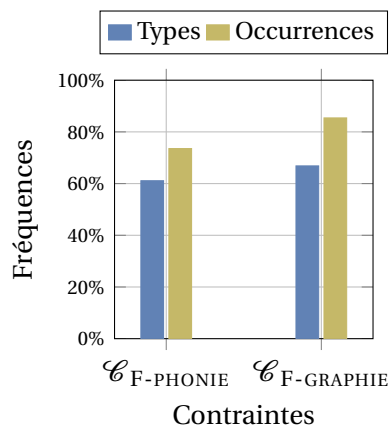 Types Occurrences
100%
80%
60%
40%
20%
0%
Fréquences
𝒞 F-PHONIE 𝒞 F-GRAPHIE
Contraintes